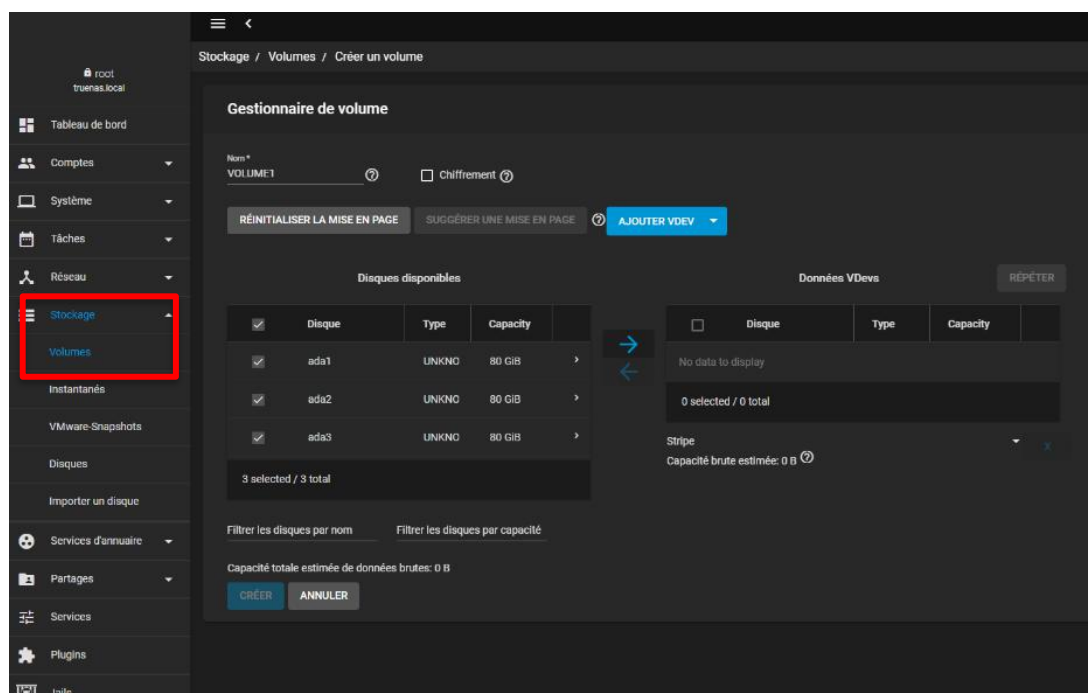 Stockage / Volumes / Créer un volume
root
truenas.local
Tableau de bord
Comptes
Système
Tâches
Réseau
Stockage
Volumes
Instantanés
VMware-Snapshots
Disques
Importer un disque
Services d'annuaire
Partages
Services
Plugins
Jails
Gestionnaire de volume
Nom *
VOLUME1
Chiffrement
RÉINITIALISER LA MISE EN PAGE SUGGÉRER UNE MISE EN PAGE AJOUTER VDEV
Disques disponibles
Disque Type Capacity
ada1 UNKNO 80 GiB
ada2 UNKNO 80 GiB
ada3 UNKNO 80 GiB
3 selected / 3 total
Filtrer les disques par nom Filtrer les disques par capacité
Capacité totale estimée de données brutes: 0 B
CRÉER ANNULER
Données VDevs RÉPÉTER
Disque Type Capacity
No data to display
0 selected / 0 total
Stripe
x
Capacité brute estimée: 0 B